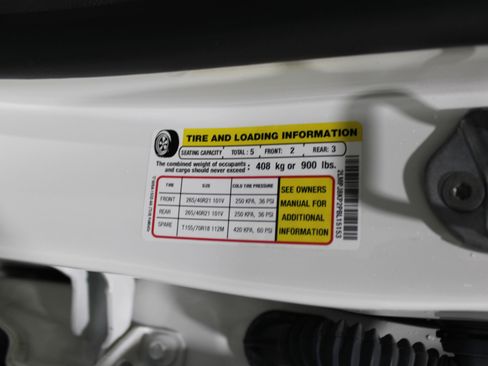 TIRE AND LOADING INFORMATION
SEATING CAPACITY TOTAL : 5 FRONT: 2 REAR: 3
The combined weight of occupants
and cargo should never exceed : 408 kg or 900 lbs.
TIRE SIZE COLD TIRE PRESSURE
FRONT 265/40R21 101V 250 KPA, 36 PSI
REAR 265/40R21 101V 250 KPA, 36 PSI
SPARE T155/70R18 112M 420 KPA, 60 PSI
SEE OWNERS
MANUAL FOR
ADDITIONAL
INFORMATION